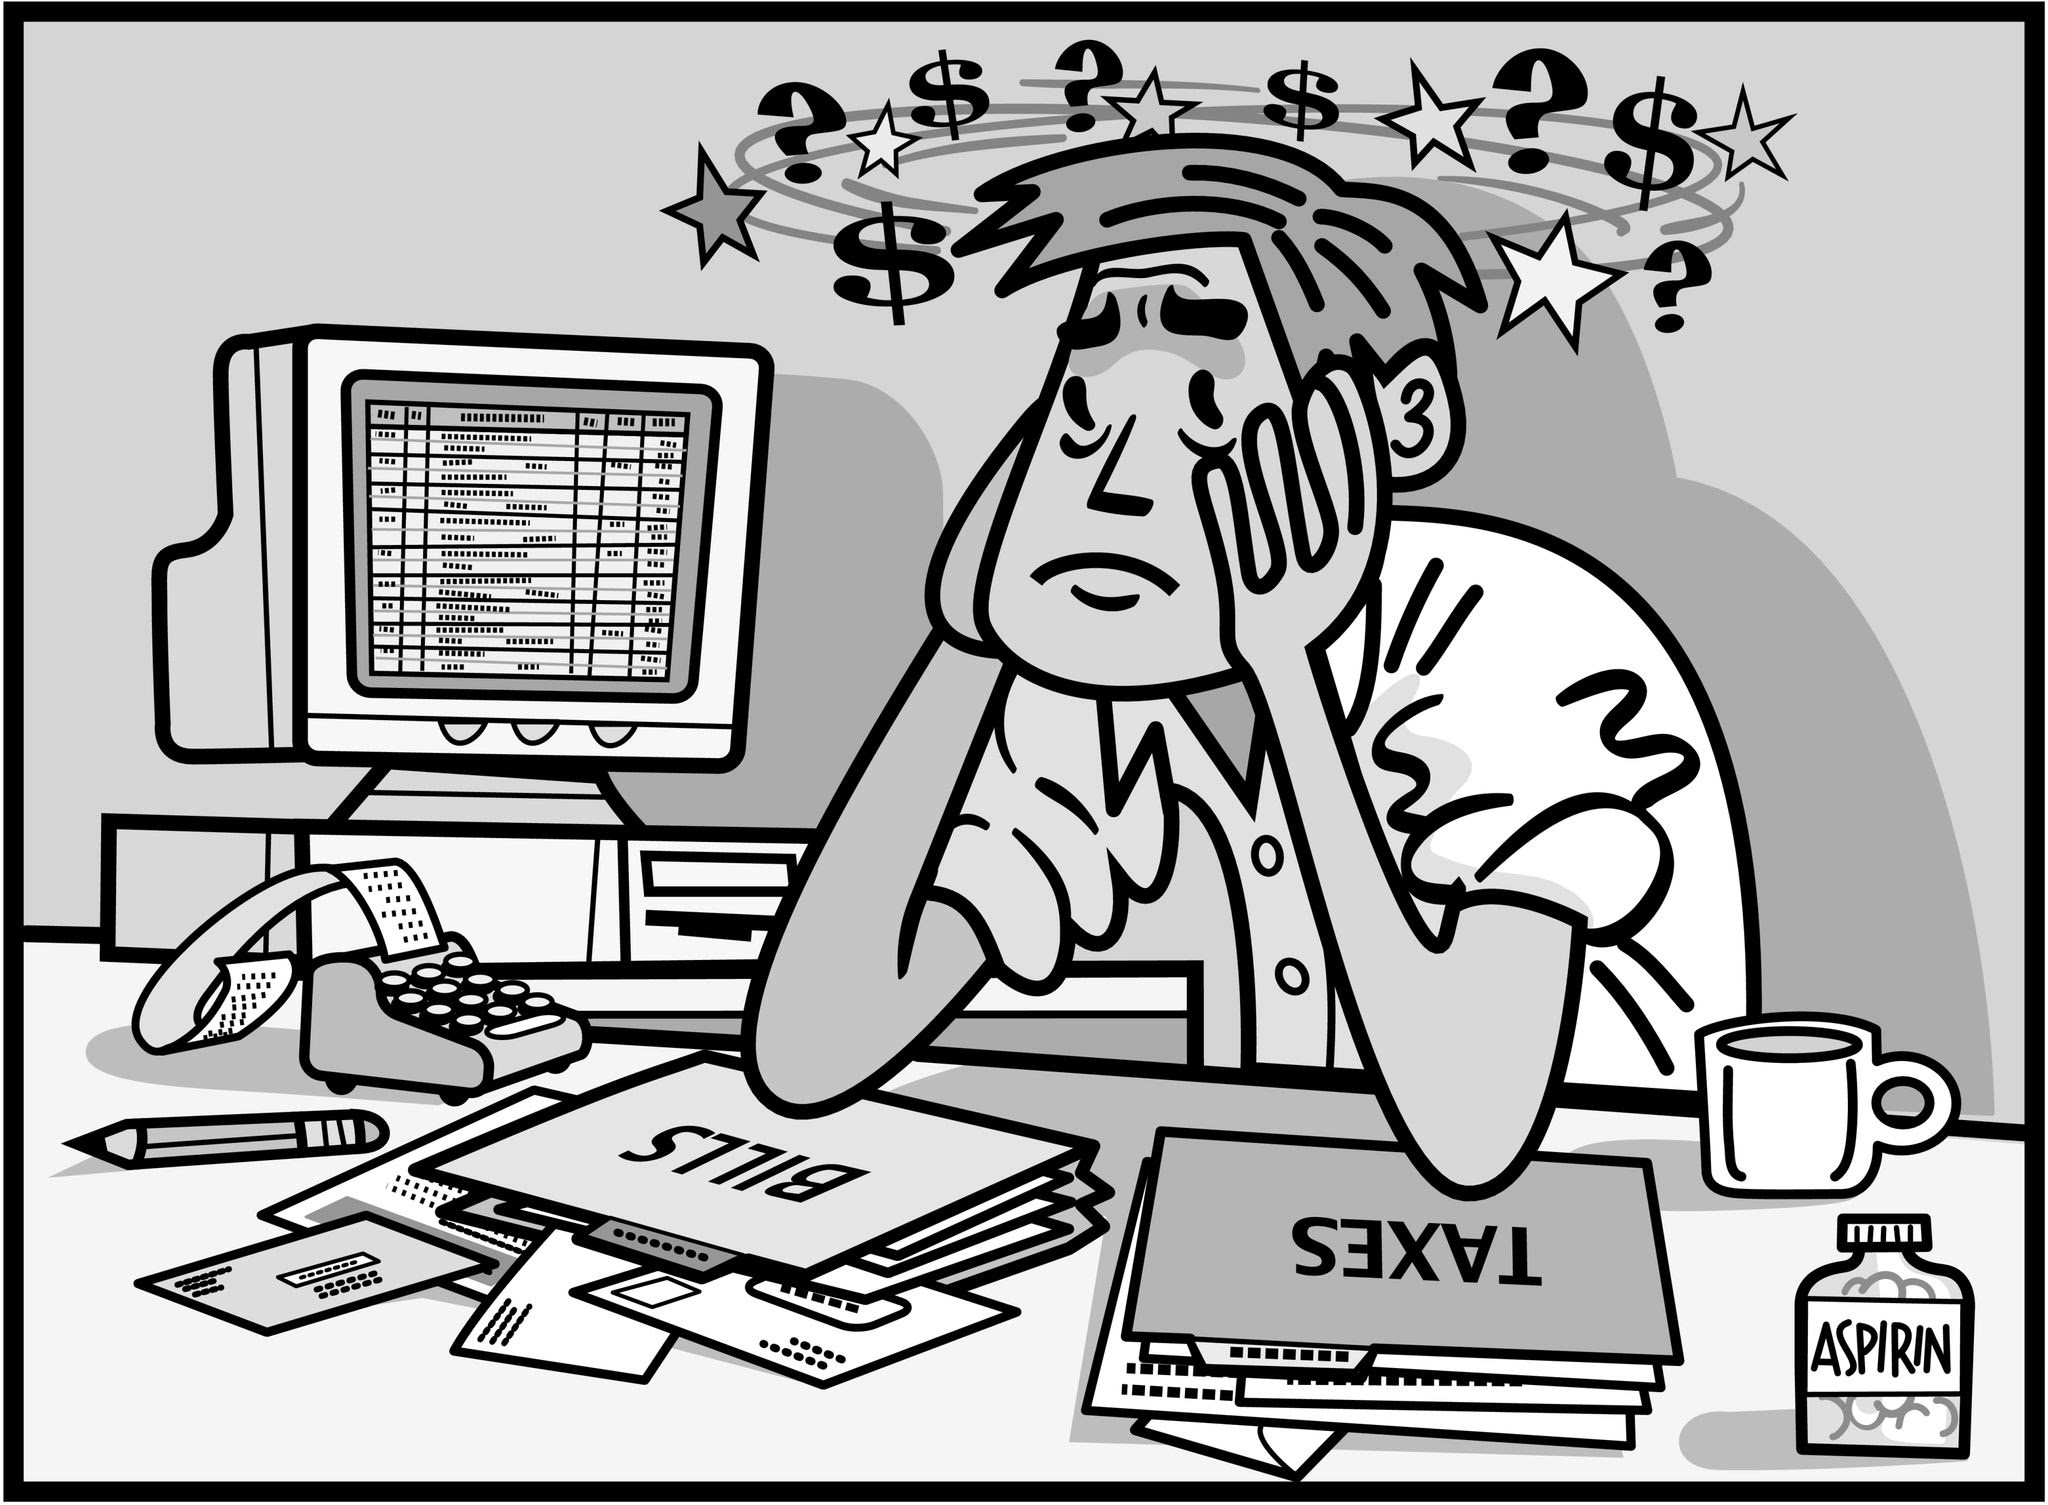 ? $ ? $ ? $
$ ?
BILLS
TAXES
ASPIRIN